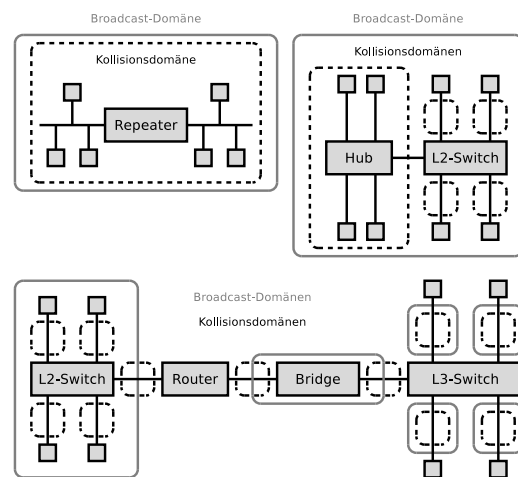 Broadcast-Domäne
Kollisionsdomäne
Repeater
Broadcast-Domäne
Kollisionsdomänen
Hub
L2-Switch
Broadcast-Domänen
Kollisionsdomänen
L2-Switch
Router
Bridge
L3-Switch